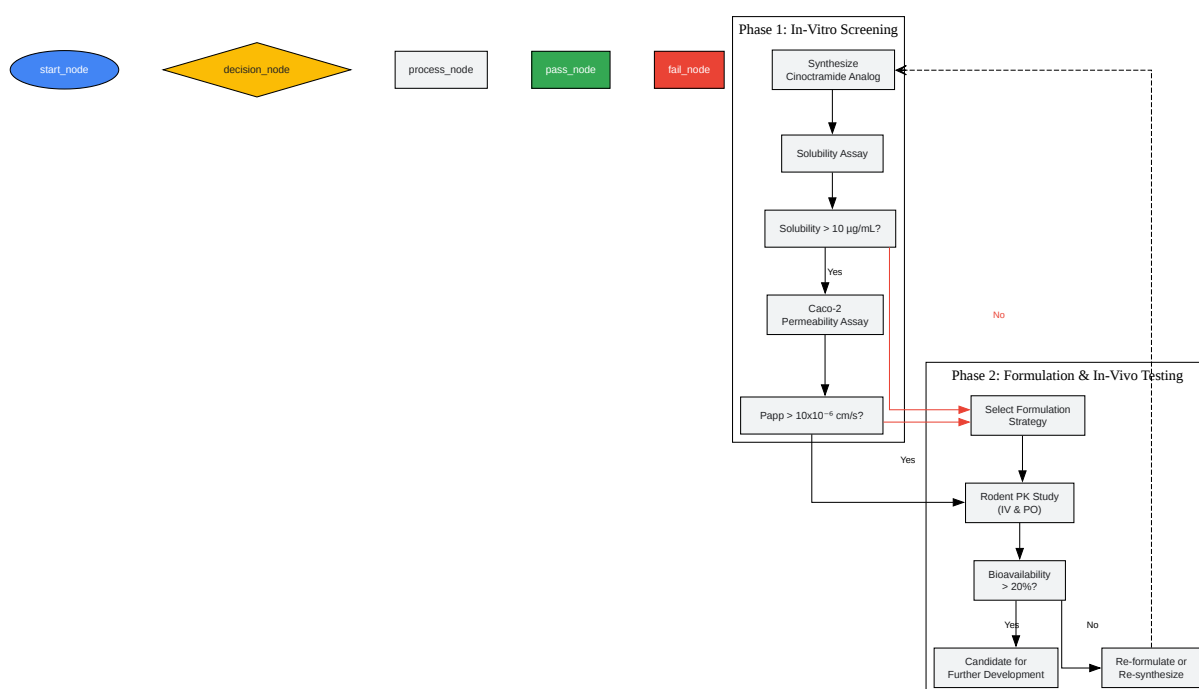 start_node
decision_node
process_node
pass_node
fail_node
Phase 1: In-Vitro Screening
Synthesize
Cinoctramide Analog
Solubility Assay
Solubility > 10 µg/mL?
Yes
Caco-2
Permeability Assay
No
Papp > 10x10⁻⁶ cm/s?
Yes
Phase 2: Formulation & In-Vivo Testing
Select Formulation
Strategy
Rodent PK Study
(IV & PO)
Bioavailability
> 20%?
Yes
No
Candidate for
Further Development
Re-formulate or
Re-synthesize